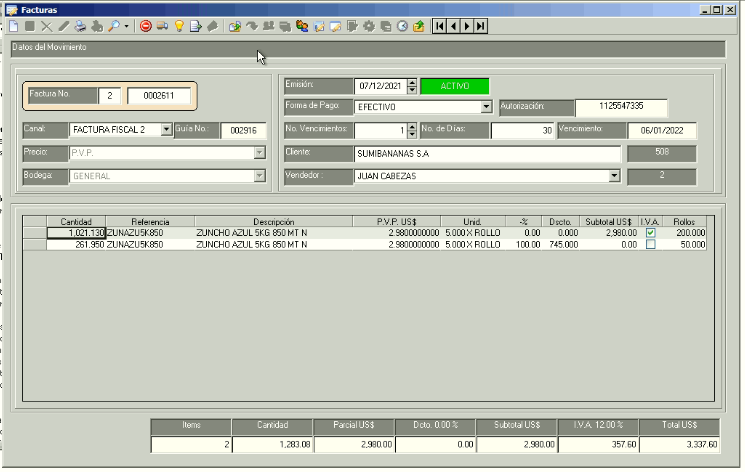 Facturas
Datos del Movimiento
Factura No. 2 0002611
Emisión: 07/12/2021 ACTIVO
Forma de Pago: EFECTIVO Autorización: 1125547335
Canal: FACTURA FISCAL 2 Guía No.: 002916
No. Vencimientos: 1 No. de Días: 30 Vencimiento: 06/01/2022
Precio: P.V.P.
Cliente: SUMIBANANAS S.A 508
Bodega: GENERAL
Vendedor : JUAN CABEZAS 2
Cantidad Referencia Descripción P.V.P. US$ Unid. -% Dscto. Subtotal US$ I.V.A. Rollos
1,021.130 ZUNAZU5K850 ZUNCHO AZUL 5KG 850 MT N 2.9800000000 5.000 X ROLLO 0.00 0.000 2,980.00 200.000
261.950 ZUNAZU5K850 ZUNCHO AZUL 5KG 850 MT N 2.9800000000 5.000 X ROLLO 100.00 745.000 0.00 50.000
Items Cantidad Parcial US$ Dcto. 0.00 % Subtotal US$ I.V.A. 12.00 % Total US$
2 1,283.08 2,980.00 0.00 2,980.00 357.60 3,337.60